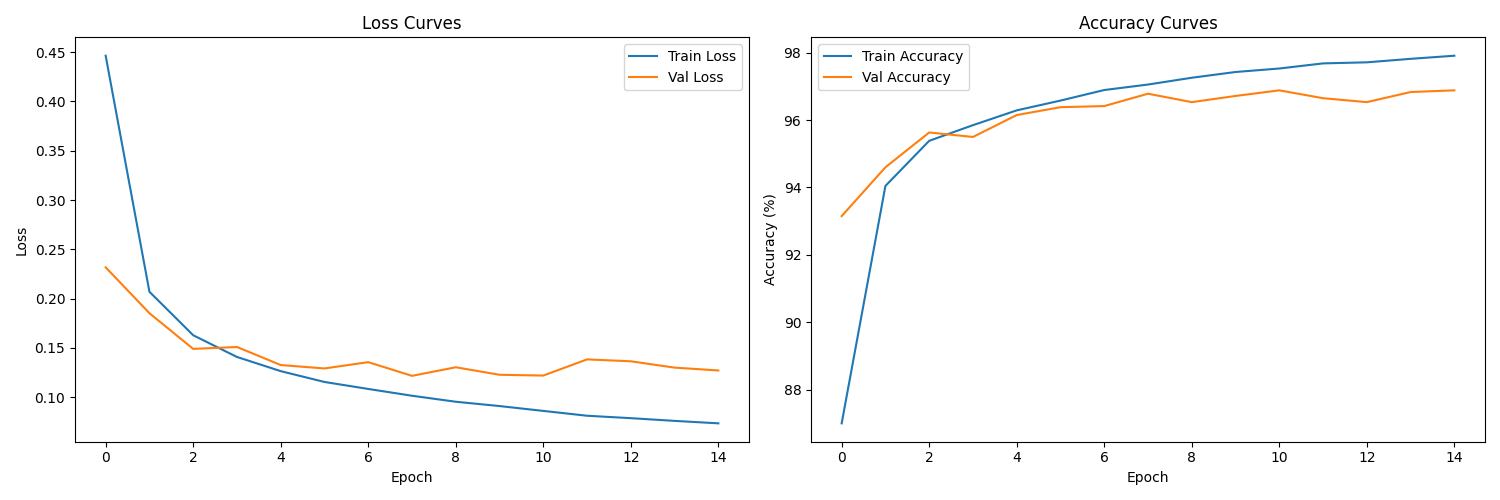 Loss Curves
Train Loss
Val Loss
0.45
0.40
0.35
0.30
0.25
0.20
0.15
0.10
Loss
0 2 4 6 8 10 12 14
Epoch
Accuracy Curves
Train Accuracy
Val Accuracy
98
96
94
92
90
88
Accuracy (%)
0 2 4 6 8 10 12 14
Epoch